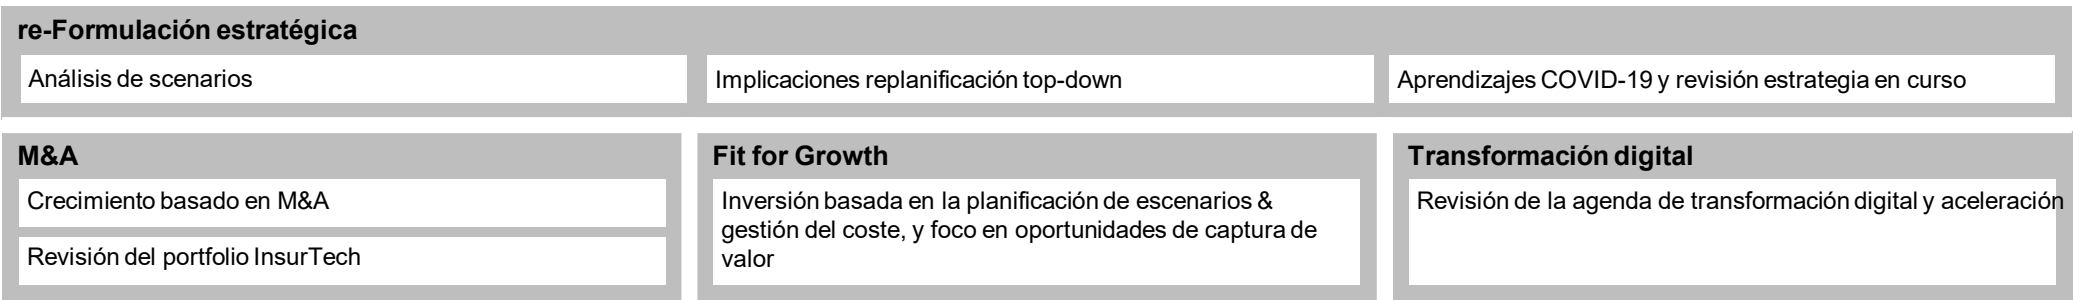 re-Formulación estratégica
Análisis de scenarios
Implicaciones replanificación top-down
Aprendizajes COVID-19 y revisión estrategia en curso
M&A
Crecimiento basado en M&A
Revisión del portfolio InsurTech
Fit for Growth
Inversión basada en la planificación de escenarios &
gestión del coste, y foco en oportunidades de captura de
valor
Transformación digital
Revisión de la agenda de transformación digital y aceleración